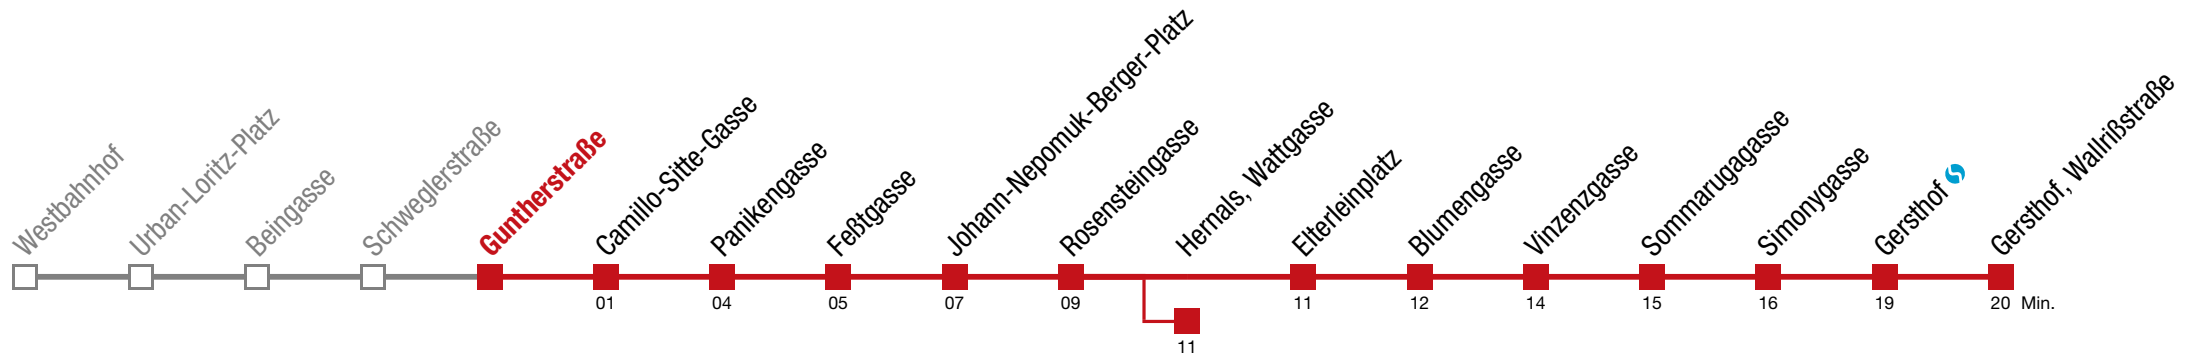 Westbahnhof
Urban-Loritz-Platz
Beingasse
Schweglerstraße
Guntherstraße
Camillo-Sitte-Gasse
Panikengasse
Feßtgasse
Johann-Nepomuk-Berger-Platz
Rosensteingasse
Hernals, Wattgasse
Elterleinplatz
Blumengasse
Vinzenzgasse
Sommarugagasse
Simonygasse
Gersthof
Gersthof, Wallrißstraße
01 04 05 07 09 11 12 14 15 16 19 20 Min.
11